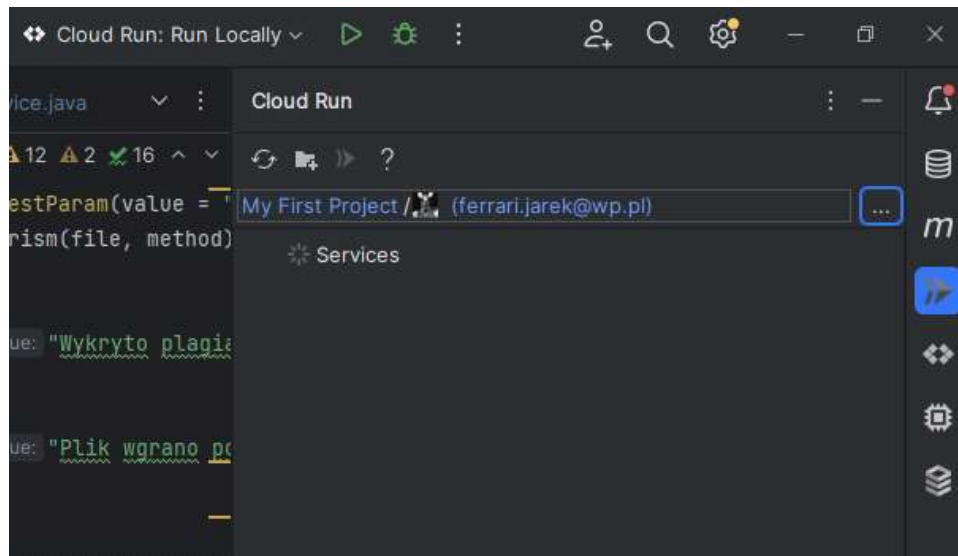 Cloud Run: Run Locally
vice.java
Cloud Run
12 2 16
?
estParam(value = "
My First Project / (ferrari.jarek@wp.pl)
...
rism(file, method)
m
Services
ue: "Wykryto plagia
ue: "Plik wgrano po